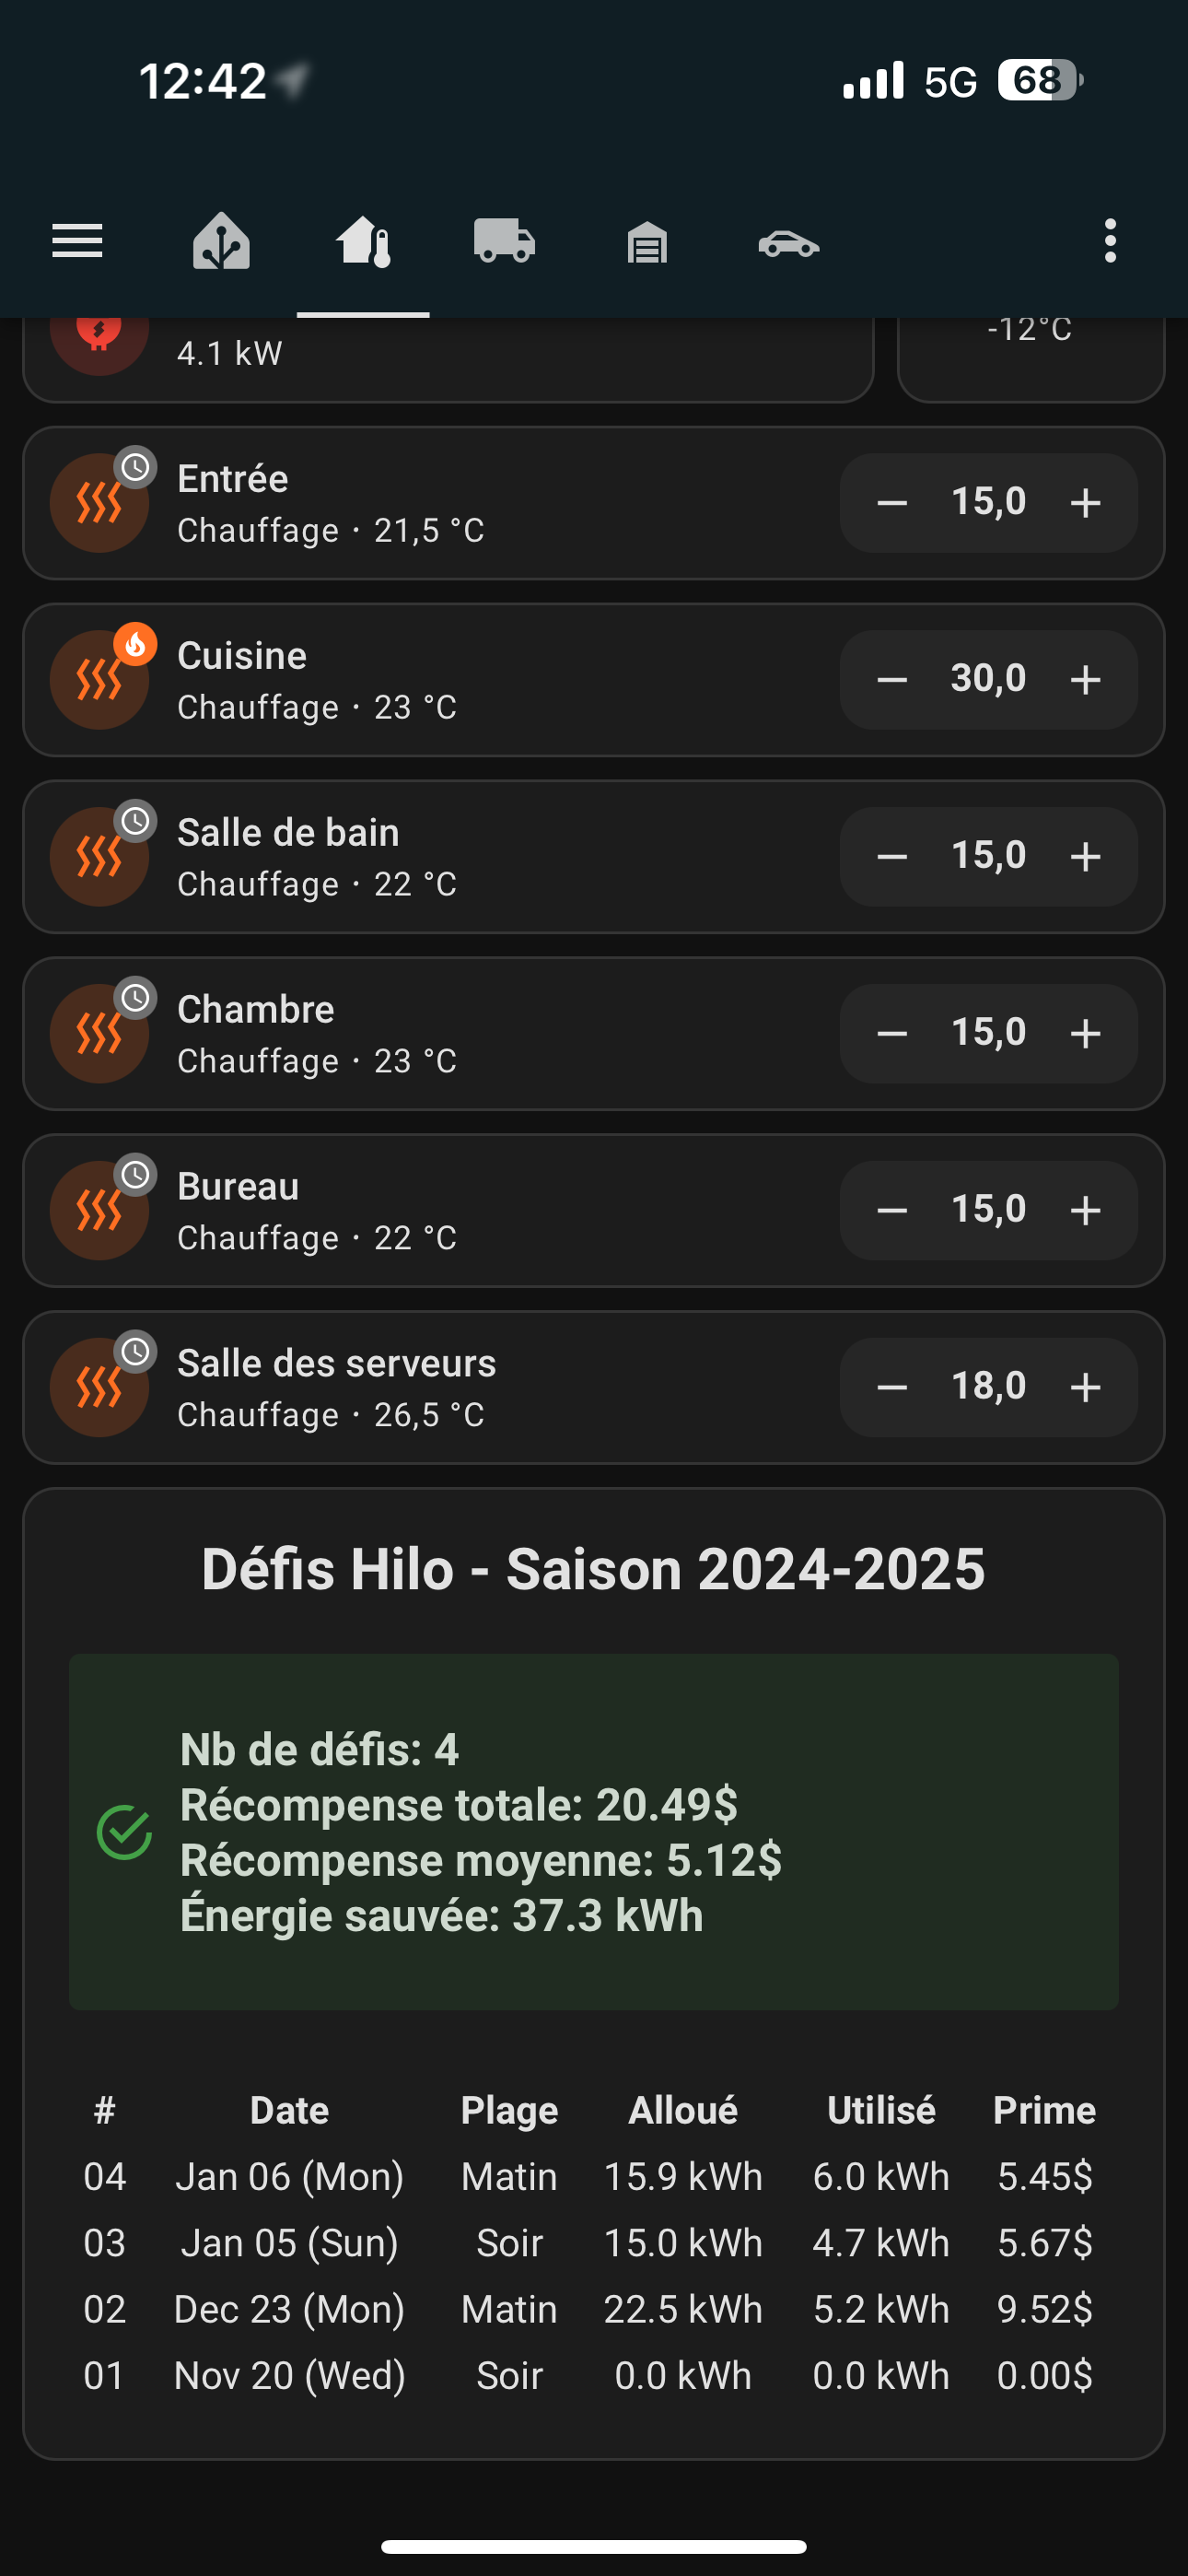 12:42
5G
68
4.1 kW
-12°C
Entrée
Chauffage · 21,5 °C
− 15,0 +
Cuisine
Chauffage · 23 °C
− 30,0 +
Salle de bain
Chauffage · 22 °C
− 15,0 +
Chambre
Chauffage · 23 °C
− 15,0 +
Bureau
Chauffage · 22 °C
− 15,0 +
Salle des serveurs
Chauffage · 26,5 °C
− 18,0 +
Défis Hilo - Saison 2024-2025
Nb de défis: 4
Récompense totale: 20.49$
Récompense moyenne: 5.12$
Énergie sauvée: 37.3 kWh
# Date Plage Alloué Utilisé Prime
04 Jan 06 (Mon) Matin 15.9 kWh 6.0 kWh 5.45$
03 Jan 05 (Sun) Soir 15.0 kWh 4.7 kWh 5.67$
02 Dec 23 (Mon) Matin 22.5 kWh 5.2 kWh 9.52$
01 Nov 20 (Wed) Soir 0.0 kWh 0.0 kWh 0.00$